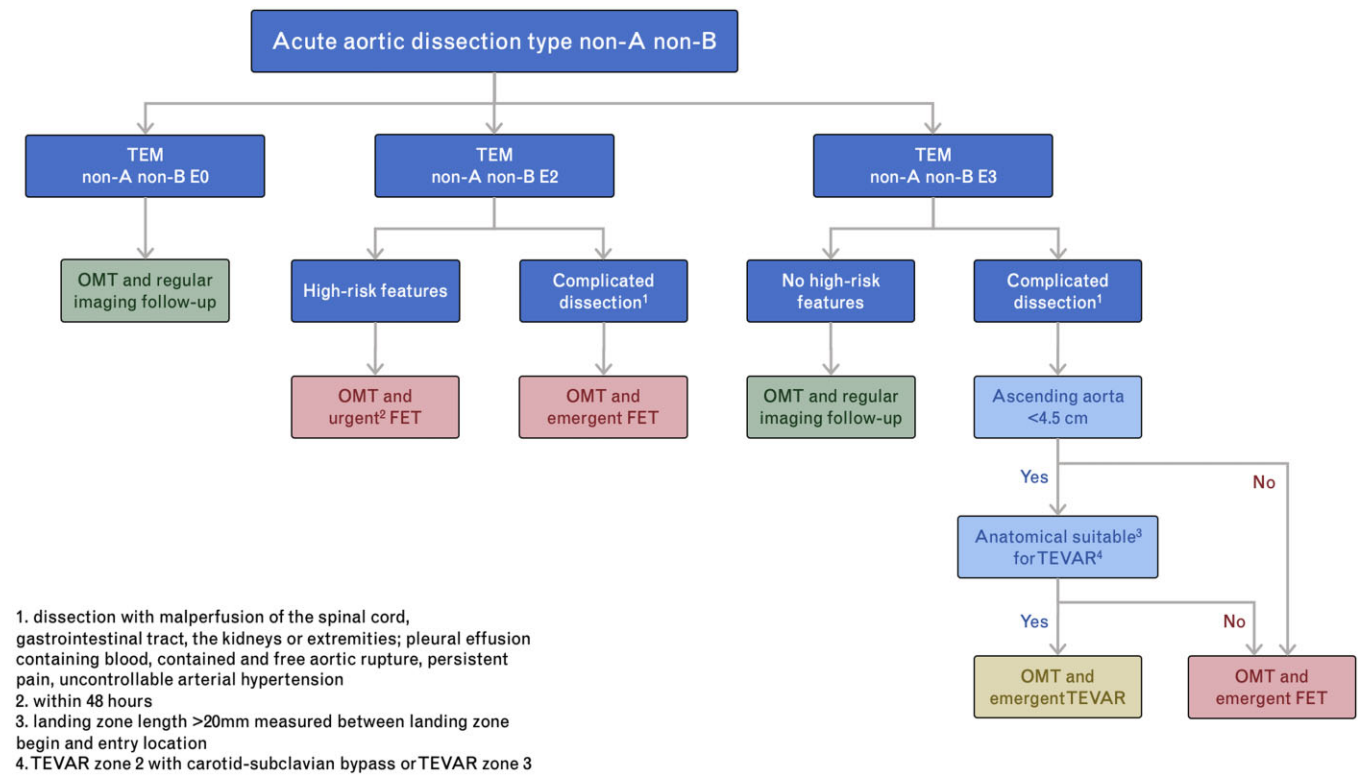 Acute aortic dissection type non-A non-B
TEM
non-A non-B E0
TEM
non-A non-B E2
TEM
non-A non-B E3
OMT and regular
imaging follow-up
High-risk features
Complicated
dissection¹
No high-risk
features
Complicated
dissection¹
OMT and
urgent² FET
OMT and
emergent FET
OMT and regular
imaging follow-up
Ascending aorta
<4.5 cm
Yes
No
Anatomical suitable³
for TEVAR⁴
Yes
No
OMT and
emergent TEVAR
OMT and
emergent FET
1. dissection with malperfusion of the spinal cord,
gastrointestinal tract, the kidneys or extremities; pleural effusion
containing blood, contained and free aortic rupture, persistent
pain, uncontrollable arterial hypertension
2. within 48 hours
3. landing zone length >20mm measured between landing zone
begin and entry location
4. TEVAR zone 2 with carotid-subclavian bypass or TEVAR zone 3